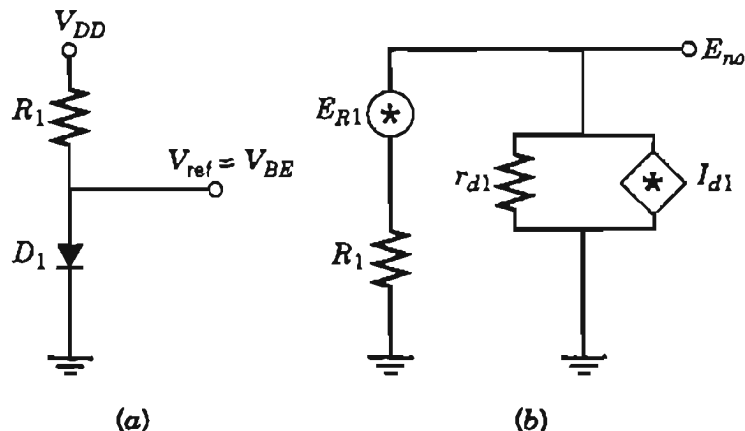 V_DD
R_1
V_ref = V_BE
D_1
(a)
E_no
E_R1
*
r_d1
*
I_d1
R_1
(b)